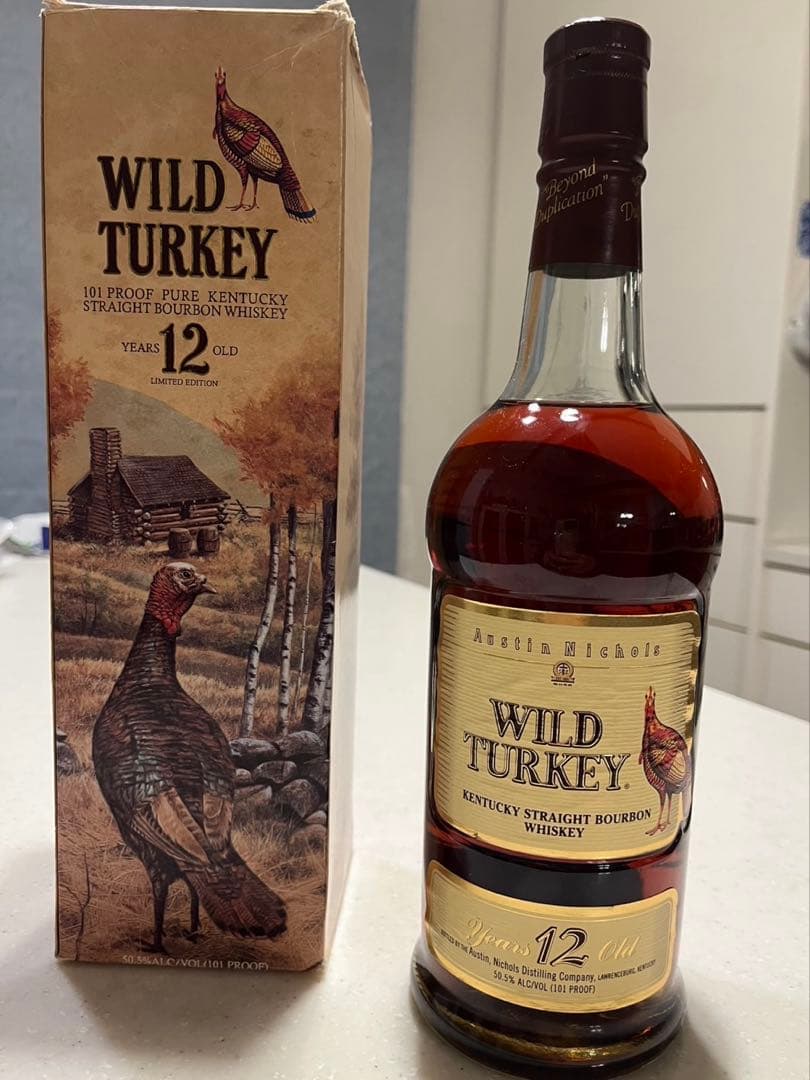 WILD
TURKEY
101 PROOF PURE KENTUCKY
STRAIGHT BOURBON WHISKEY
YEARS 12 OLD
LIMITED EDITION
50.5% ALC/VOL (101 PROOF)
"Beyond
Duplication"
Austin Nichols
WILD
TURKEY®
KENTUCKY STRAIGHT BOURBON
WHISKEY
Years 12 Old
BOTTLED BY THE Austin, Nichols Distilling Company, LAWRENCEBURG, KENTUCKY
50.5% ALC/VOL (101 PROOF)